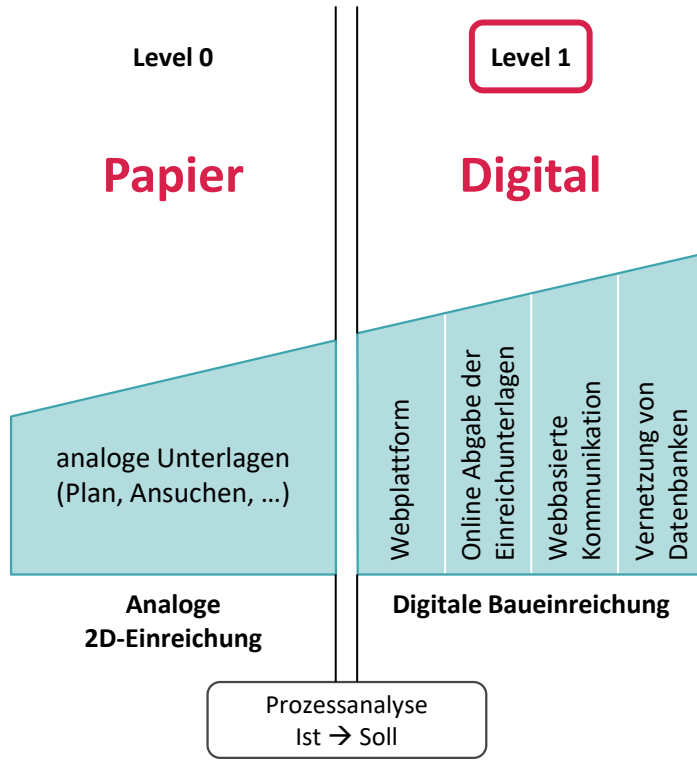 Level 0
Papier
analoge Unterlagen
(Plan, Ansuchen, …)
Analoge
2D-Einreichung
Level 1
Digital
Webplattform
Online Abgabe der
Einreichunterlagen
Webbasierte
Kommunikation
Vernetzung von
Datenbanken
Digitale Baueinreichung
Prozessanalyse
Ist → Soll